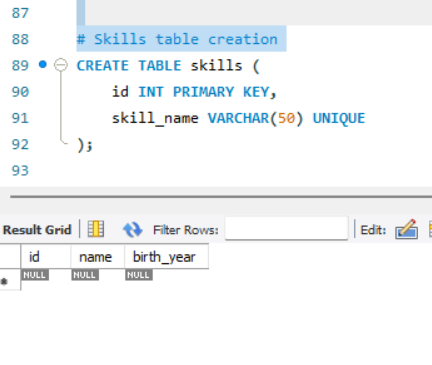 87
88 # Skills table creation
89 CREATE TABLE skills (
90 id INT PRIMARY KEY,
91 skill_name VARCHAR(50) UNIQUE
92 );
93
Result Grid Filter Rows: Edit:
id name birth_year
* NULL NULL NULL